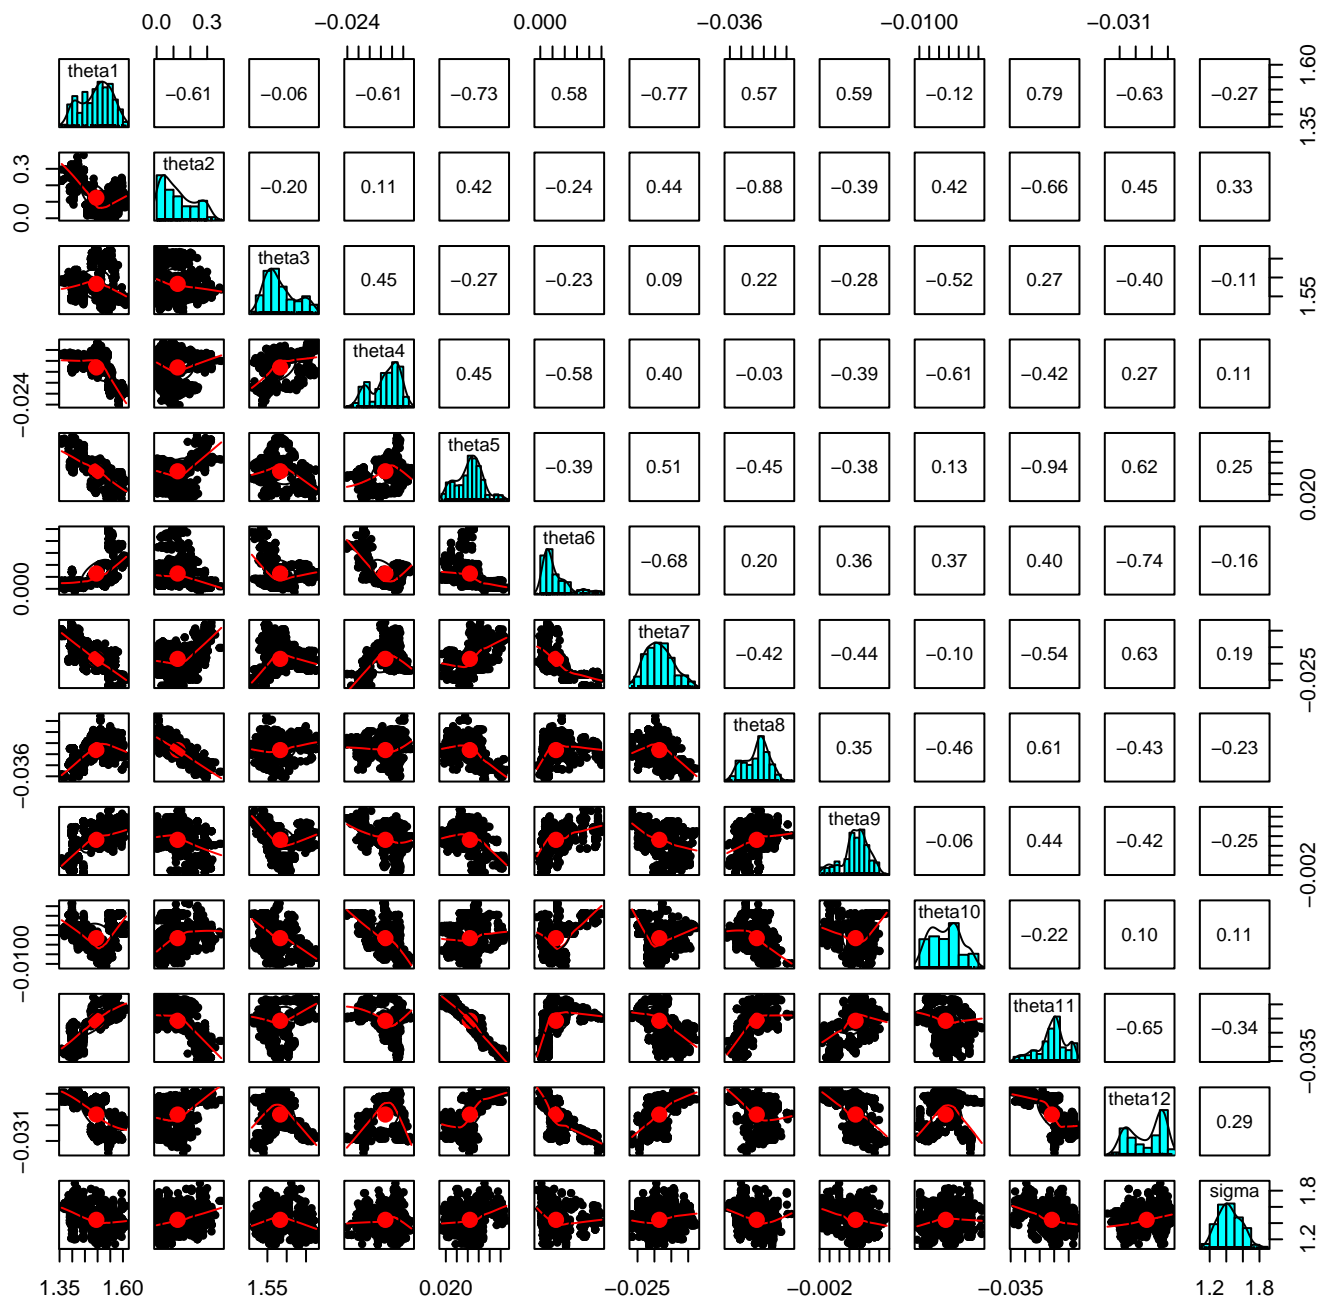 0.0 0.3 −0.024 0.000 −0.036 −0.0100 −0.031
theta1 −0.61 −0.06 −0.61 −0.73 0.58 −0.77 0.57 0.59 −0.12 0.79 −0.63 −0.27 1.35 1.60
0.0 0.3 theta2 −0.20 0.11 0.42 −0.24 0.44 −0.88 −0.39 0.42 −0.66 0.45 0.33
theta3 0.45 −0.27 −0.23 0.09 0.22 −0.28 −0.52 0.27 −0.40 −0.11 1.55
−0.024 theta4 0.45 −0.58 0.40 −0.03 −0.39 −0.61 −0.42 0.27 0.11
theta5 −0.39 0.51 −0.45 −0.38 0.13 −0.94 0.62 0.25 0.020
0.000 theta6 −0.68 0.20 0.36 0.37 0.40 −0.74 −0.16
theta7 −0.42 −0.44 −0.10 −0.54 0.63 0.19 −0.025
−0.036 theta8 0.35 −0.46 0.61 −0.43 −0.23
theta9 −0.06 0.44 −0.42 −0.25 −0.002
−0.0100 theta10 −0.22 0.10 0.11
theta11 −0.65 −0.34 −0.035
−0.031 theta12 0.29
sigma 1.2 1.8
1.35 1.60 1.55 0.020 −0.025 −0.002 −0.035 1.2 1.8